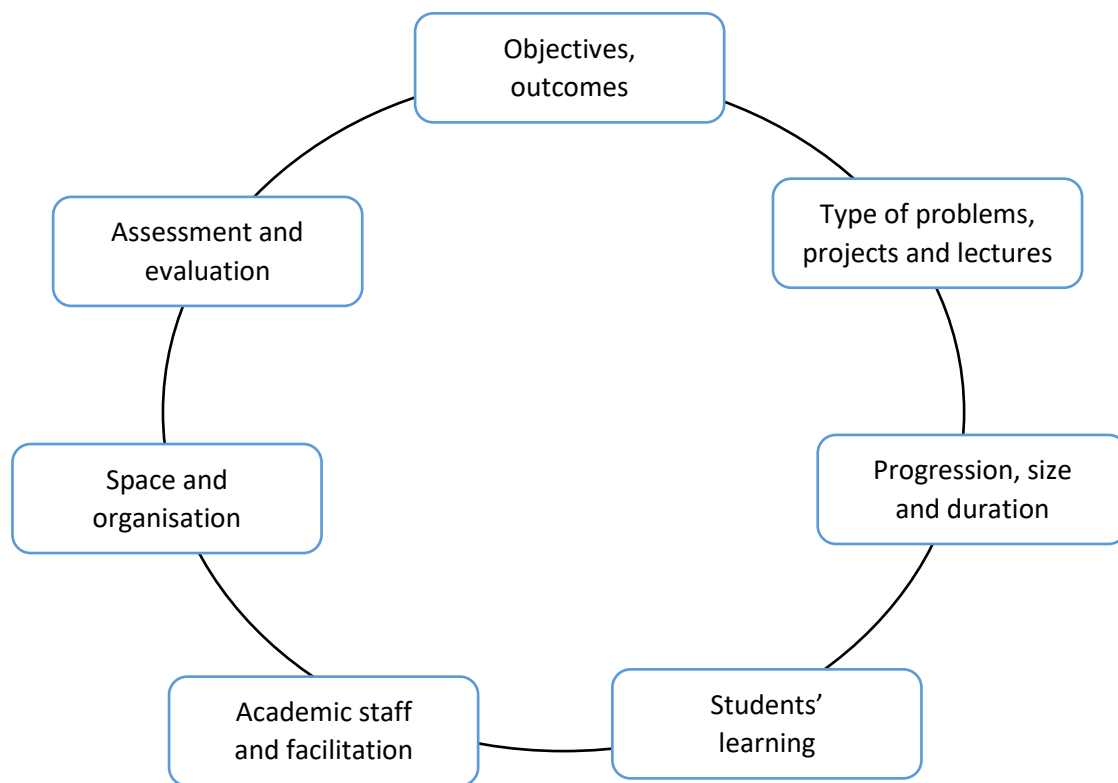 Objectives,
outcomes
Type of problems,
projects and lectures
Progression, size
and duration
Students’
learning
Academic staff
and facilitation
Space and
organisation
Assessment and
evaluation